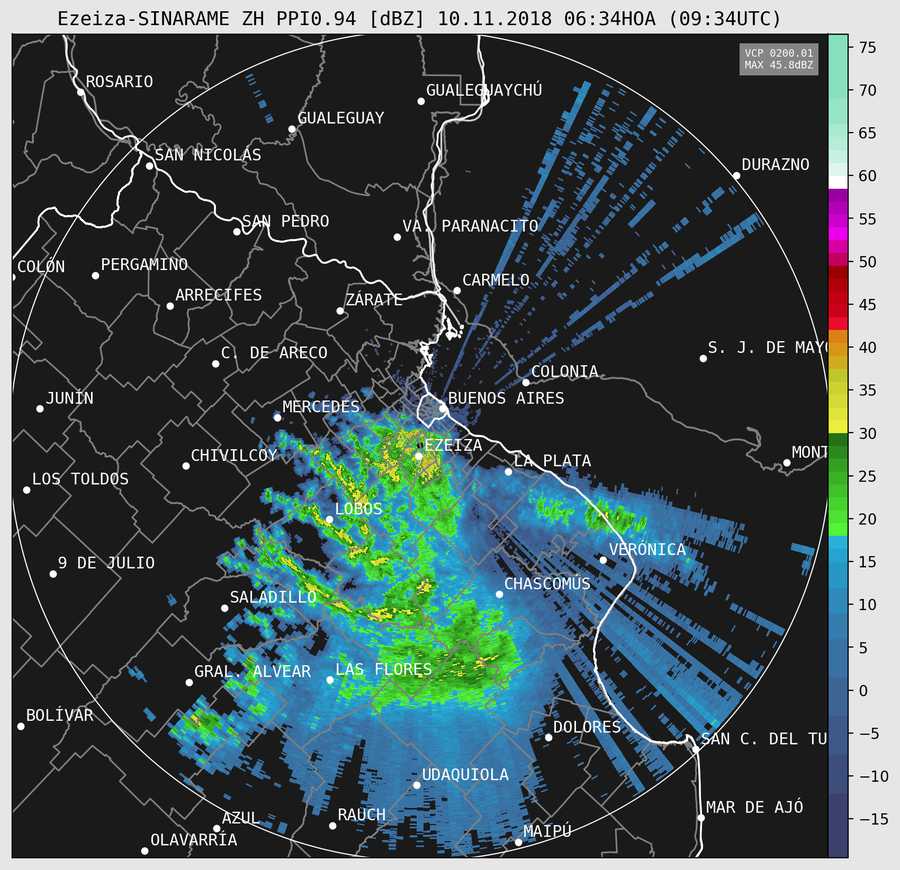 Ezeiza-SINARAME ZH PPI0.94 [dBZ] 10.11.2018 06:34HOA (09:34UTC)
VCP 0200.01
MAX 45.8dBZ
75
ROSARIO
GUALEGUAYCHÚ
70
GUALEGUAY
65
SAN NICOLÁS
DURAZNO
60
SAN PEDRO
VA. PARANACITO
55
COLÓN
PERGAMINO
50
CARMELO
ARRECIFES
ZÁRATE
45
C. DE ARECO
S. J. DE MAYO
40
COLONIA
35
JUNÍN
MERCEDES
BUENOS AIRES
30
EZEIZA
MONT
CHIVILCOY
LA PLATA
25
LOS TOLDOS
LOBOS
20
9 DE JULIO
VERÓNICA
15
CHASCOMÚS
SALADILLO
10
5
GRAL. ALVEAR
LAS FLORES
0
BOLÍVAR
DOLORES
SAN C. DEL TU
−5
UDAQUIOLA
−10
MAR DE AJÓ
AZUL
RAUCH
−15
OLAVARRÍA
MAIPÚ